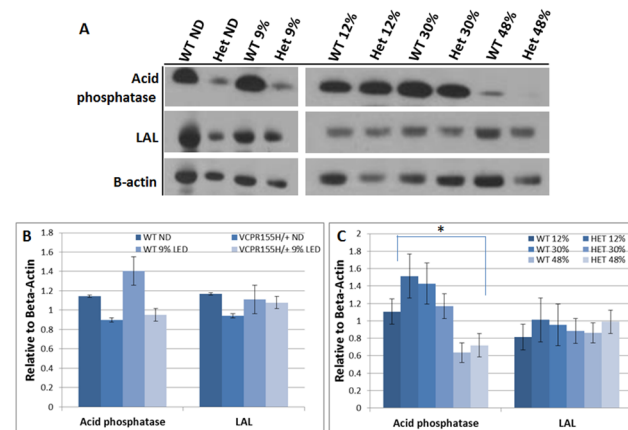 A
WT ND
Het ND
WT 9%
Het 9%
WT 12%
Het 12%
WT 30%
Het 30%
WT 48%
Het 48%
Acid
phosphatase
LAL
B-actin
B
WT ND
VCPR155H/+ ND
WT 9% LED
VCPR155H/+ 9% LED
Relative to Beta-Actin
1.8
1.6
1.4
1.2
1
0.8
0.6
0.4
0.2
0
Acid phosphatase
LAL
C
*
WT 12%
HET 12%
WT 30%
HET 30%
WT 48%
HET 48%
Relative to Beta-Actin
2
1.8
1.6
1.4
1.2
1
0.8
0.6
0.4
0.2
0
Acid phosphatase
LAL